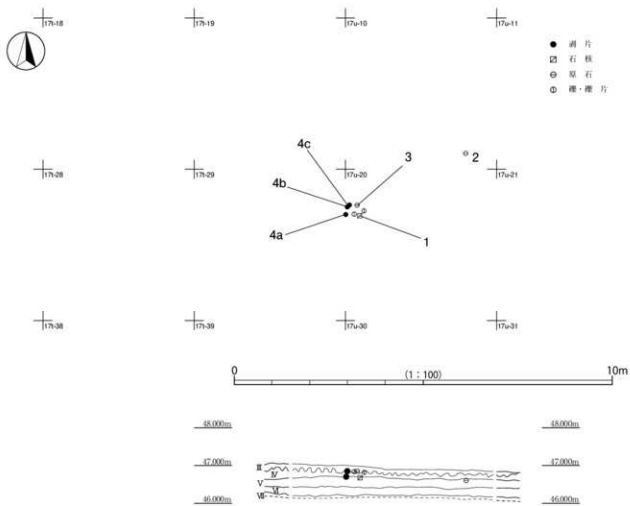 17t-18
17t-19
17u-10
17u-11
剥片
石核
原石
礫・礫片
4c
3
2
17t-28
17t-29
17u-20
17u-21
4b
4a
1
17t-38
17t-39
17u-30
17u-31
0
(1：100)
10m
48.000m
48.000m
47.000m
47.000m
Ⅲ
Ⅳ
Ⅴ
Ⅵ
Ⅶ
46.000m
46.000m